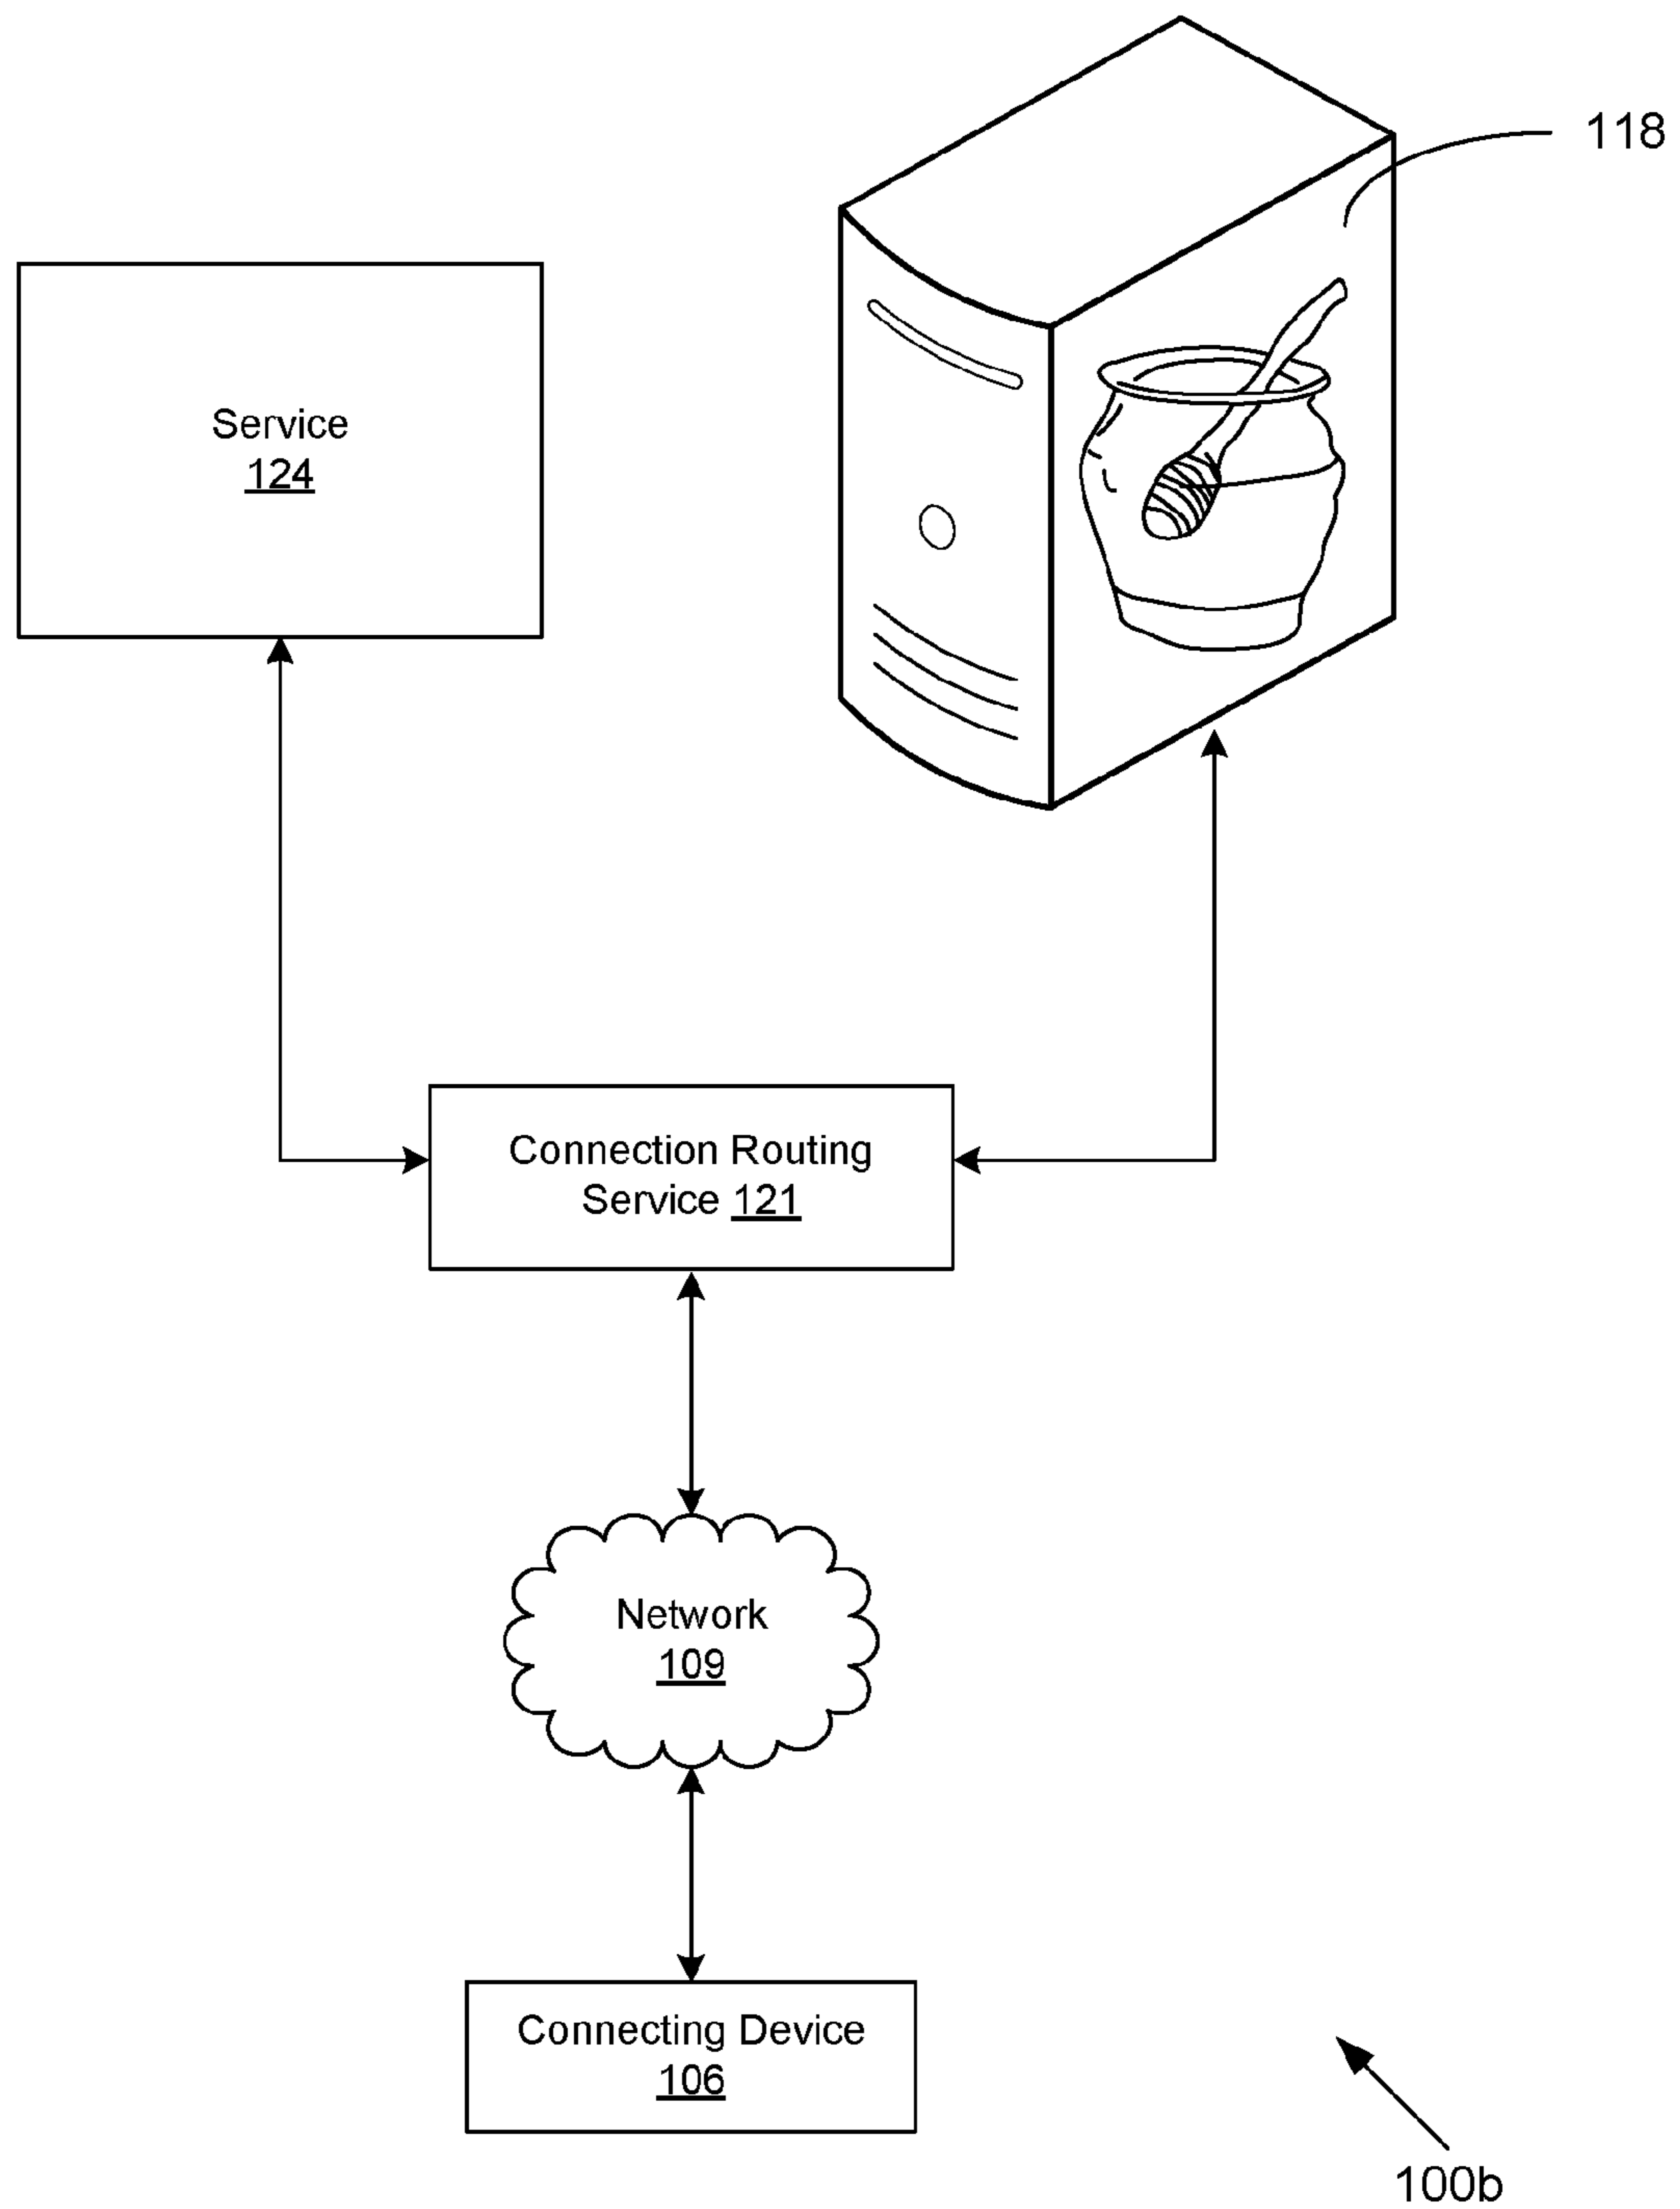 118
Service
124
Connection Routing
Service 121
Network
109
Connecting Device
106
100b